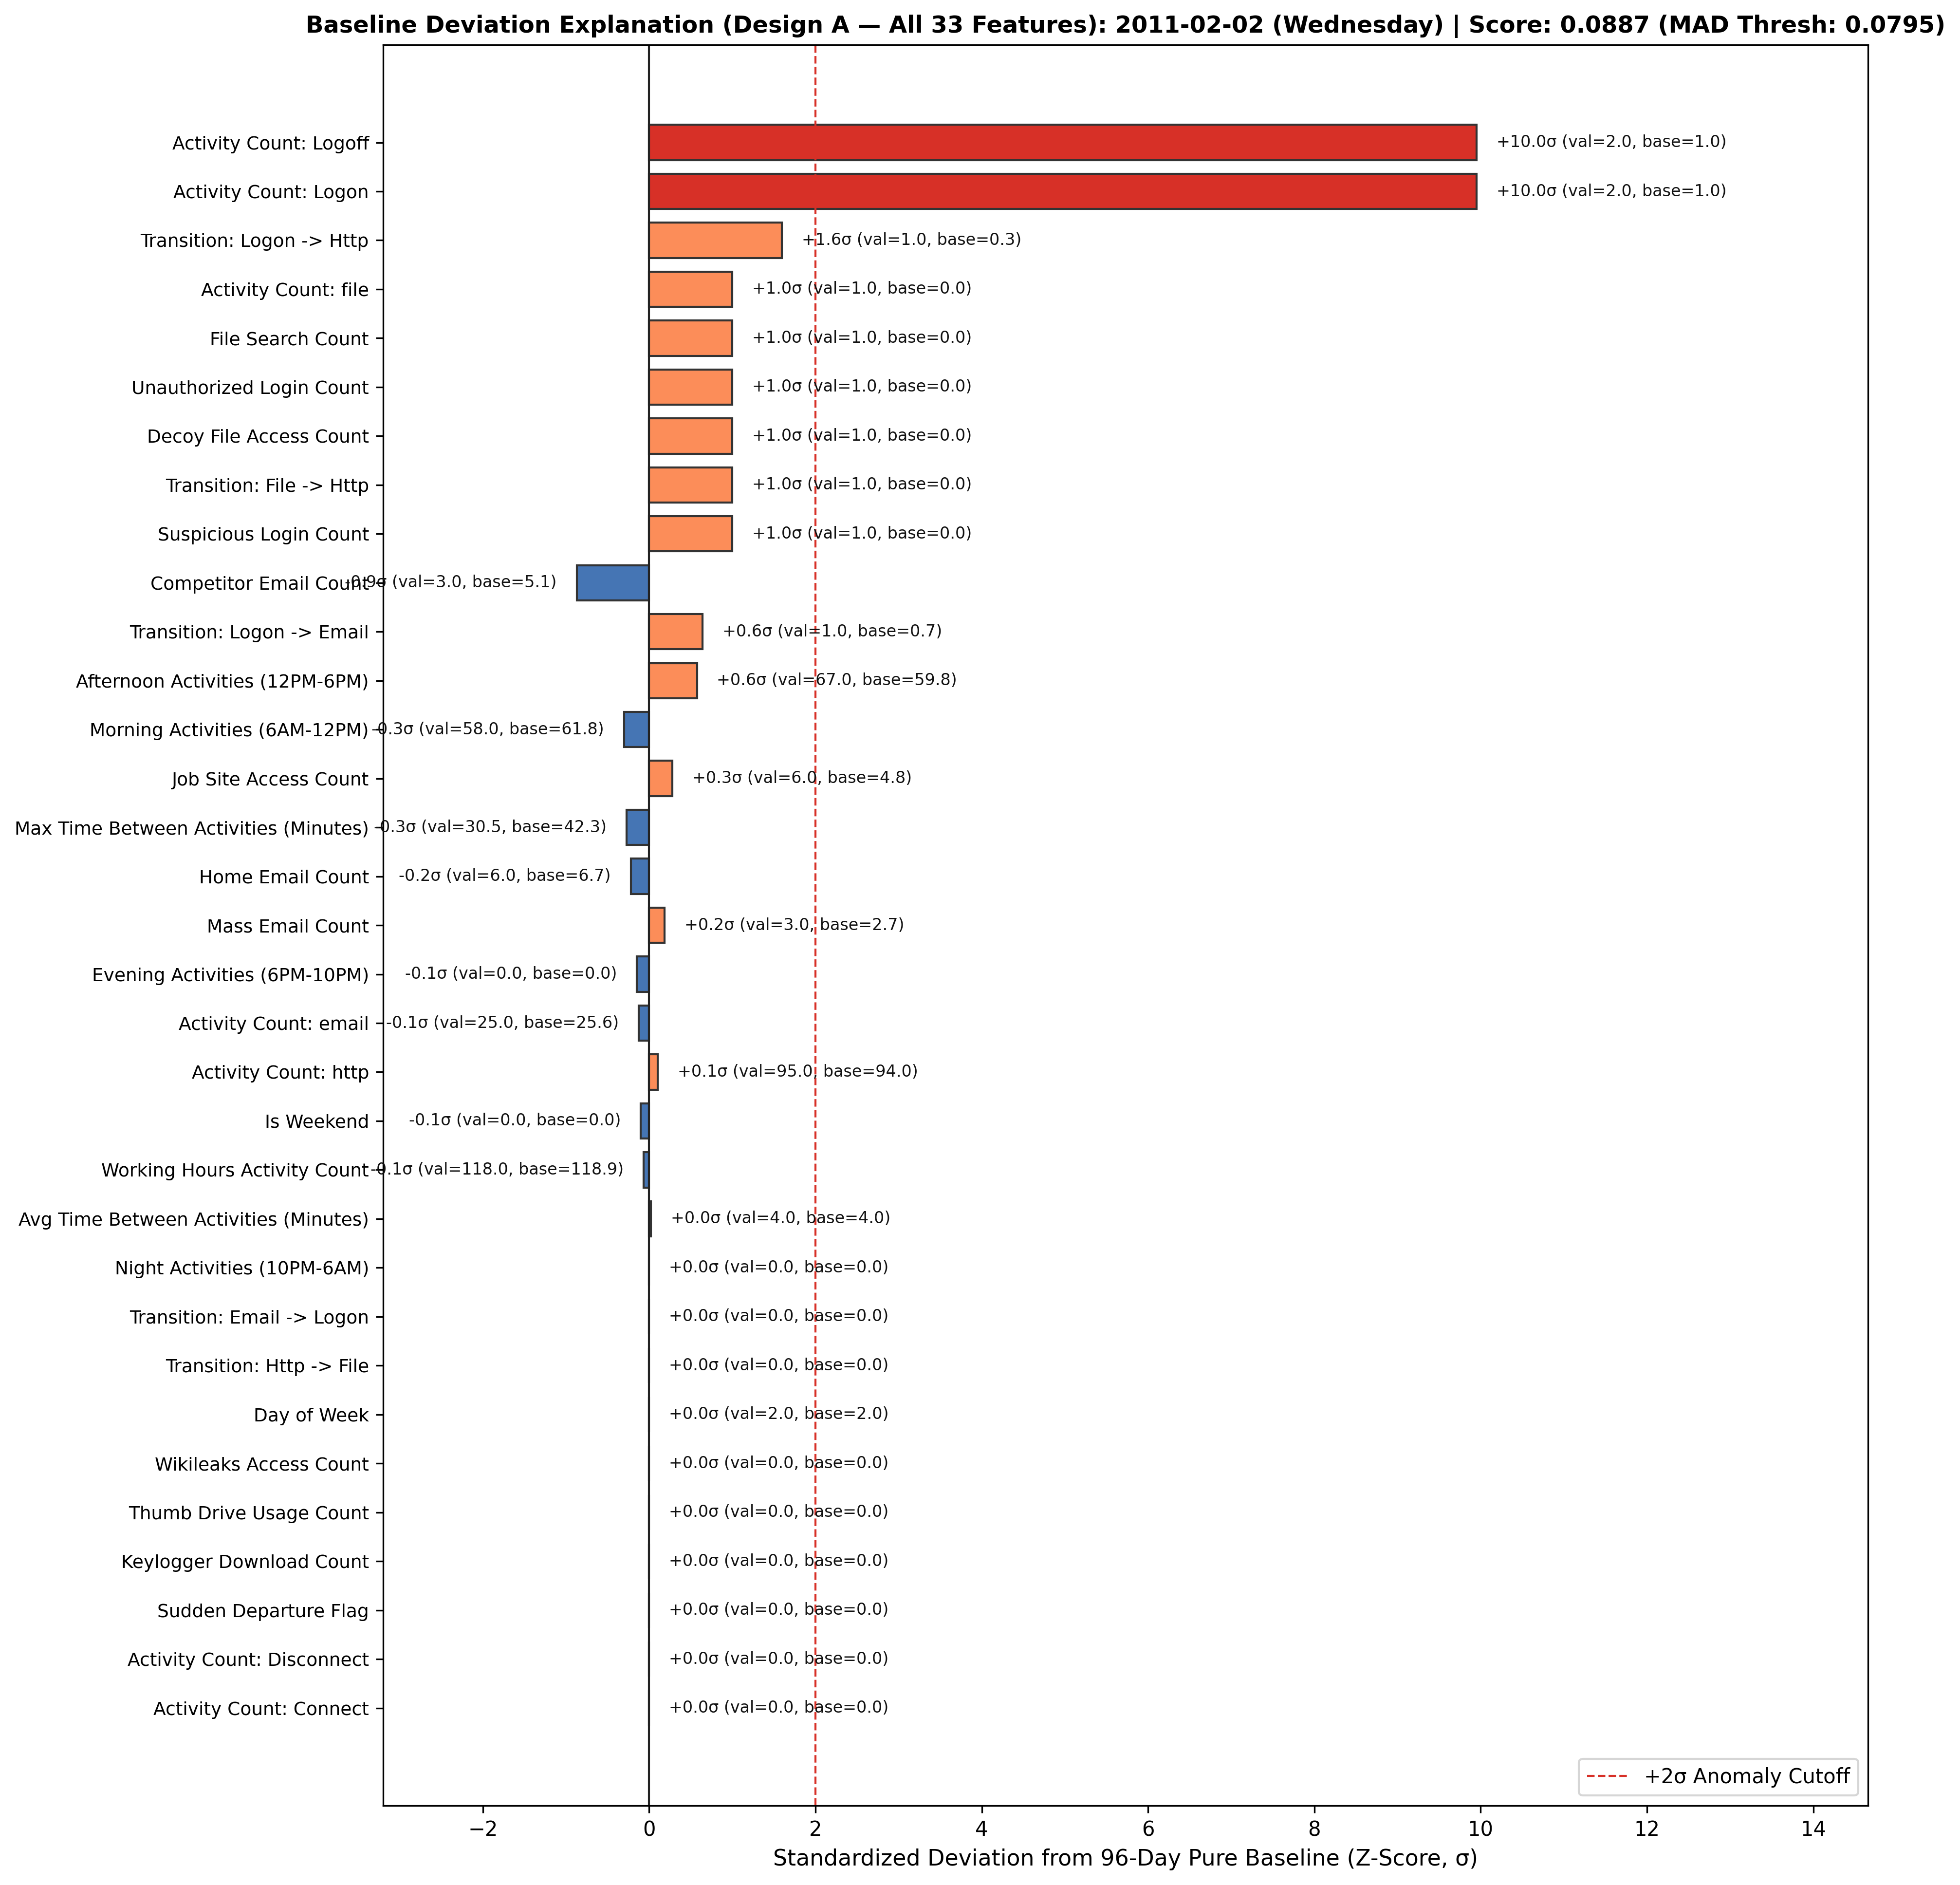 Baseline Deviation Explanation (Design A — All 33 Features): 2011-02-02 (Wednesday) | Score: 0.0887 (MAD Thresh: 0.0795)
Activity Count: Logoff +10.0σ (val=2.0, base=1.0)
Activity Count: Logon +10.0σ (val=2.0, base=1.0)
Transition: Logon -> Http +1.6σ (val=1.0, base=0.3)
Activity Count: file +1.0σ (val=1.0, base=0.0)
File Search Count +1.0σ (val=1.0, base=0.0)
Unauthorized Login Count +1.0σ (val=1.0, base=0.0)
Decoy File Access Count +1.0σ (val=1.0, base=0.0)
Transition: File -> Http +1.0σ (val=1.0, base=0.0)
Suspicious Login Count +1.0σ (val=1.0, base=0.0)
Competitor Email Count -0.9σ (val=3.0, base=5.1)
Transition: Logon -> Email +0.6σ (val=1.0, base=0.7)
Afternoon Activities (12PM-6PM) +0.6σ (val=67.0, base=59.8)
Morning Activities (6AM-12PM) -0.3σ (val=58.0, base=61.8)
Job Site Access Count +0.3σ (val=6.0, base=4.8)
Max Time Between Activities (Minutes) -0.3σ (val=30.5, base=42.3)
Home Email Count -0.2σ (val=6.0, base=6.7)
Mass Email Count +0.2σ (val=3.0, base=2.7)
Evening Activities (6PM-10PM) -0.1σ (val=0.0, base=0.0)
Activity Count: email -0.1σ (val=25.0, base=25.6)
Activity Count: http +0.1σ (val=95.0, base=94.0)
Is Weekend -0.1σ (val=0.0, base=0.0)
Working Hours Activity Count -0.1σ (val=118.0, base=118.9)
Avg Time Between Activities (Minutes) +0.0σ (val=4.0, base=4.0)
Night Activities (10PM-6AM) +0.0σ (val=0.0, base=0.0)
Transition: Email -> Logon +0.0σ (val=0.0, base=0.0)
Transition: Http -> File +0.0σ (val=0.0, base=0.0)
Day of Week +0.0σ (val=2.0, base=2.0)
Wikileaks Access Count +0.0σ (val=0.0, base=0.0)
Thumb Drive Usage Count +0.0σ (val=0.0, base=0.0)
Keylogger Download Count +0.0σ (val=0.0, base=0.0)
Sudden Departure Flag +0.0σ (val=0.0, base=0.0)
Activity Count: Disconnect +0.0σ (val=0.0, base=0.0)
Activity Count: Connect +0.0σ (val=0.0, base=0.0)
+2σ Anomaly Cutoff
−2 0 2 4 6 8 10 12 14
Standardized Deviation from 96-Day Pure Baseline (Z-Score, σ)